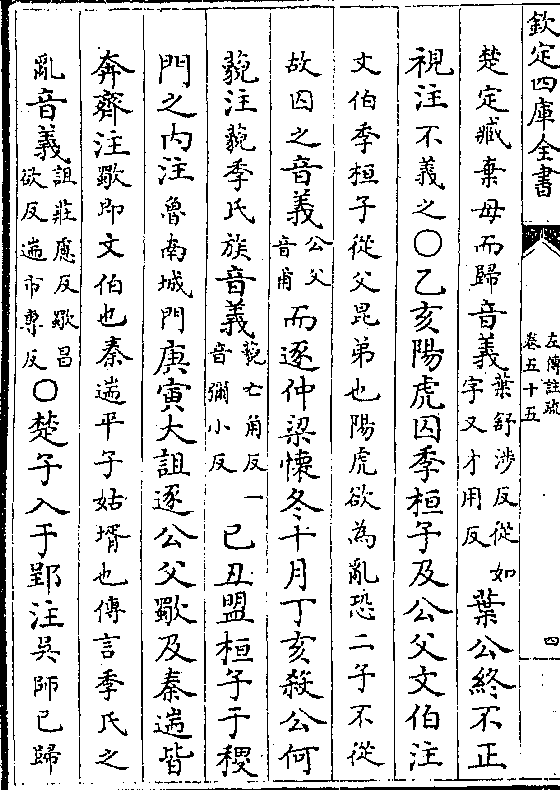 欽定四庫全書
左傳註疏
卷五十五
四
楚定臧棄母而歸音義葉舒涉反從如字又才用反葉公終不正
視注不義之〇乙亥陽虎囚季桓子及公父文伯注
文伯季桓子從父昆弟也陽虎欲為亂恐二子不從
故囚之音義公父音甫而逐仲梁懷冬十月丁亥殺公何
藐注藐季氏族音義藐亡角反一音彌小反已丑盟桓子于稷
門之内注魯南城門庚寅大詛逐公父歜及秦遄皆
奔齊注歜即文伯也秦遄平子姑壻也傳言季氏之
亂音義詛莊慮反歜昌欲反遄市專反〇楚子入于郢注吳師已歸